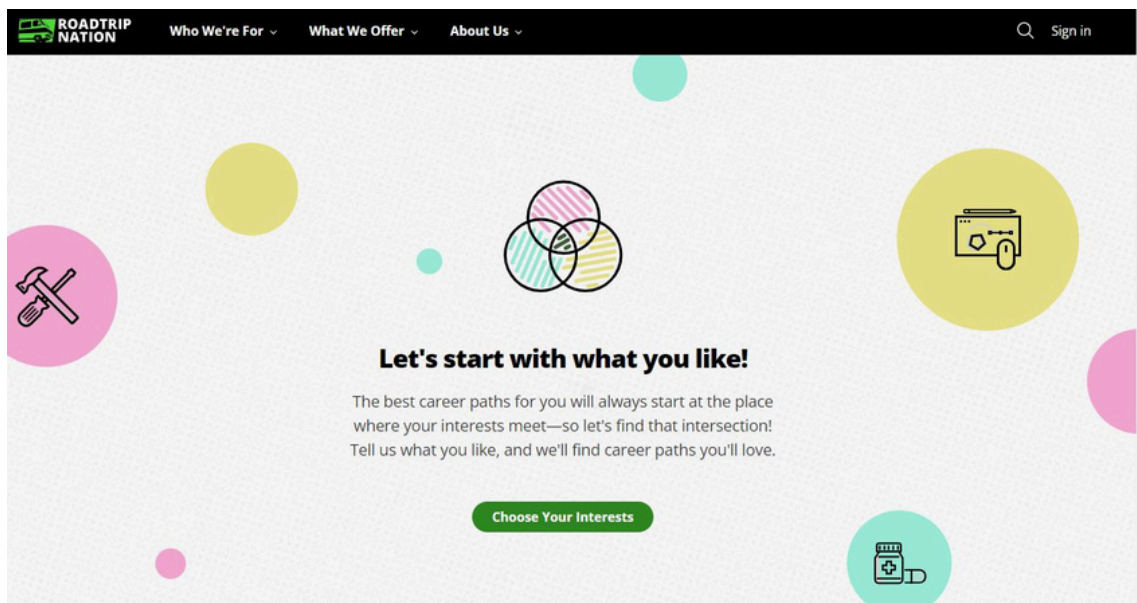 ROADTRIP
NATION
Who We're For
What We Offer
About Us
Sign in
Let's start with what you like!
The best career paths for you will always start at the place
where your interests meet—so let's find that intersection!
Tell us what you like, and we'll find career paths you'll love.
Choose Your Interests